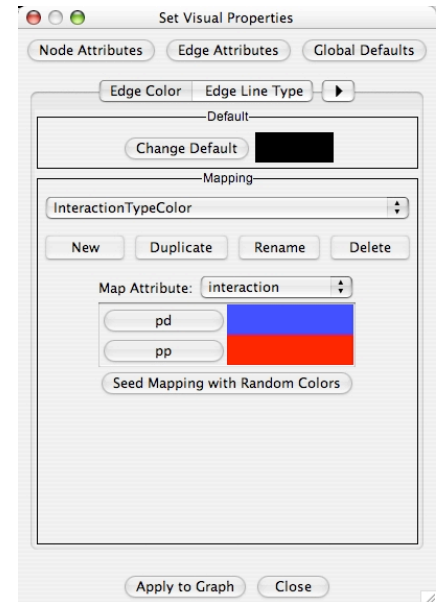 Set Visual Properties
Node Attributes Edge Attributes Global Defaults
Edge Color Edge Line Type
Default
Change Default
Mapping
InteractionTypeColor
New Duplicate Rename Delete
Map Attribute: interaction
pd
pp
Seed Mapping with Random Colors
Apply to Graph Close